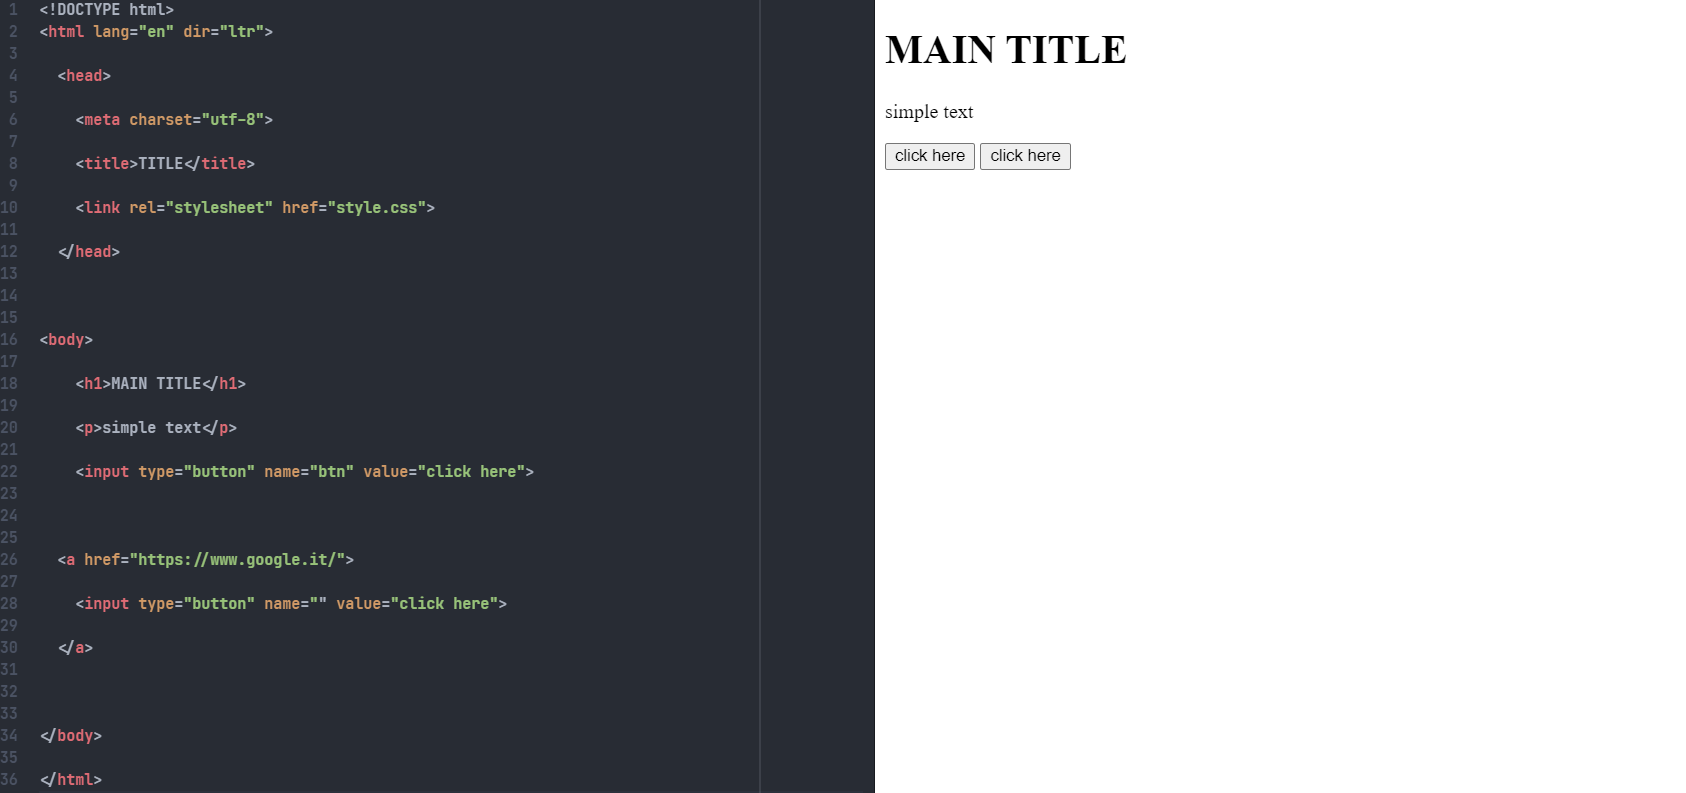 1 <!DOCTYPE html>
2 <html lang="en" dir="ltr">
3
4 <head>
5
6 <meta charset="utf-8">
7
8 <title>TITLE</title>
9
10 <link rel="stylesheet" href="style.css">
11
12 </head>
13
14
15
16 <body>
17
18 <h1>MAIN TITLE</h1>
19
20 <p>simple text</p>
21
22 <input type="button" name="btn" value="click here">
23
24
25
26 <a href="https://www.google.it/">
27
28 <input type="button" name="" value="click here">
29
30 </a>
31
32
33
34 </body>
35
36 </html>
MAIN TITLE
simple text
click here click here